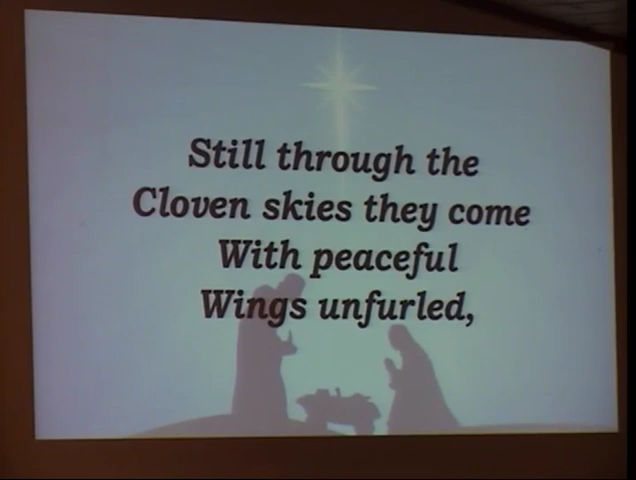 Still through the
Cloven skies they come
With peaceful
Wings unfurled,